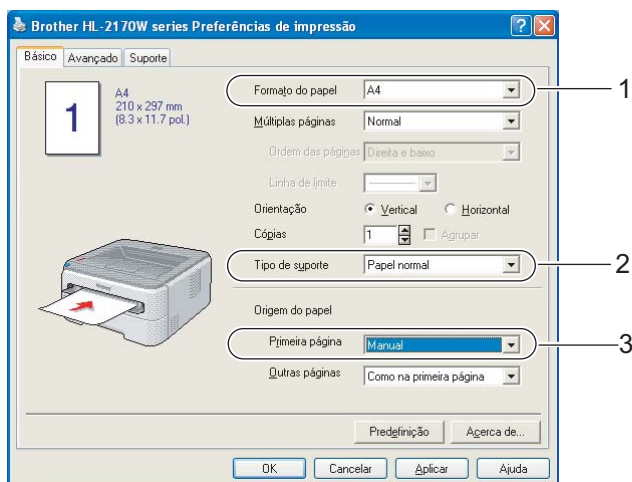 Brother HL-2170W series Preferências de impressão
Básico Avançado Suporte
1
A4
210 x 297 mm
(8.3 x 11.7 pol.)
Formato do papel A4 1
Múltiplas páginas Normal
Ordem das páginas Direita e baixo
Linha de limite
Orientação Vertical Horizontal
Cópias 1 Agrupar
Tipo de suporte Papel normal 2
Origem do papel
Primeira página Manual 3
Outras páginas Como na primeira página
Predefinição Acerca de...
OK Cancelar Aplicar Ajuda